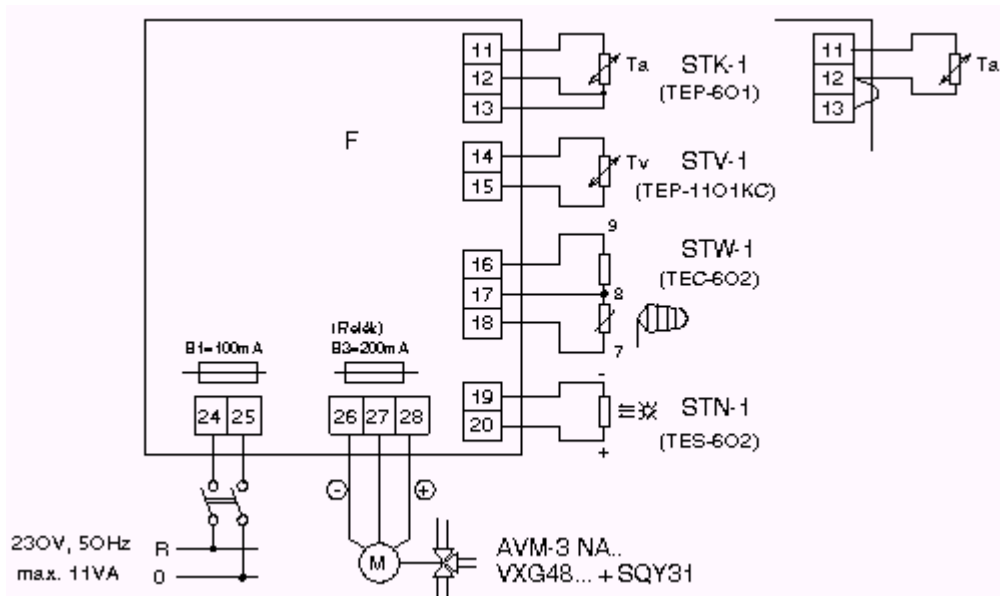 11
12
13
Ta
STK-1
(TEP-601)
11
12
13
Ta
F
14
15
Tv
STV-1
(TEP-1101KC)
16
17
18
9
8
7
STW-1
(TEC-602)
B1=100mA
(Relék)
B3=200mA
24 25
26 27 28
19
20
-
+
STN-1
(TES-602)
- +
230V, 50Hz R
max. 11VA 0
M
AVM-3 NA..
VXG48... + SQY31